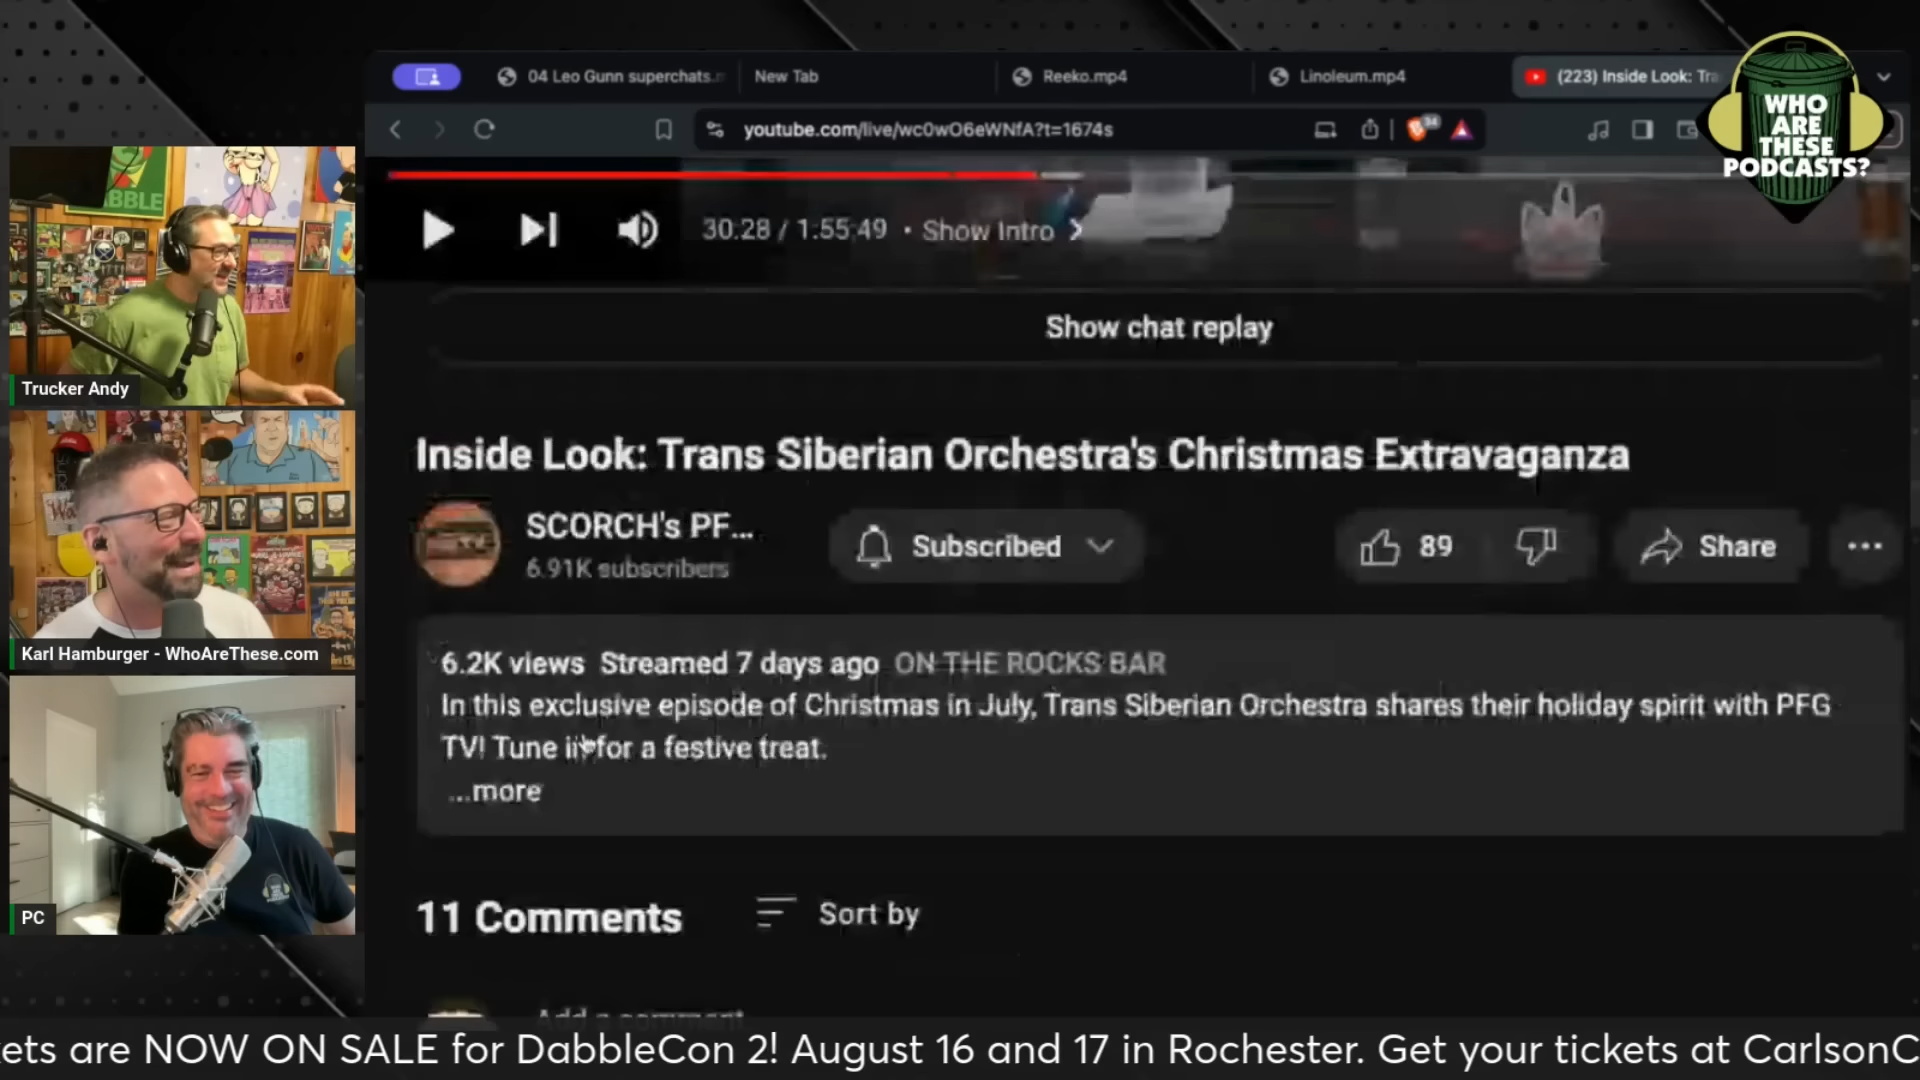 04 Leo Gunn superchats.m
New Tab
Reeko.mp4
Linoleum.mp4
(223) Inside Look: Tra
youtube.com/live/wc0wO6eWNfA?t=1674s
34
WHO
ARE
THESE
PODCASTS?
30:28 / 1:55:49 • Show Intro
Show chat replay
BBLE
Trucker Andy
Inside Look: Trans Siberian Orchestra's Christmas Extravaganza
SCORCH's PF...
6.91K subscribers
Subscribed
89
Share
Karl Hamburger - WhoAreThese.com
6.2K views Streamed 7 days ago ON THE ROCKS BAR
In this exclusive episode of Christmas in July, Trans Siberian Orchestra shares their holiday spirit with PFG
TV! Tune in for a festive treat.
...more
PC
11 Comments
Sort by
Add a comment...
kets are NOW ON SALE for DabbleCon 2! August 16 and 17 in Rochester. Get your tickets at CarlsonC